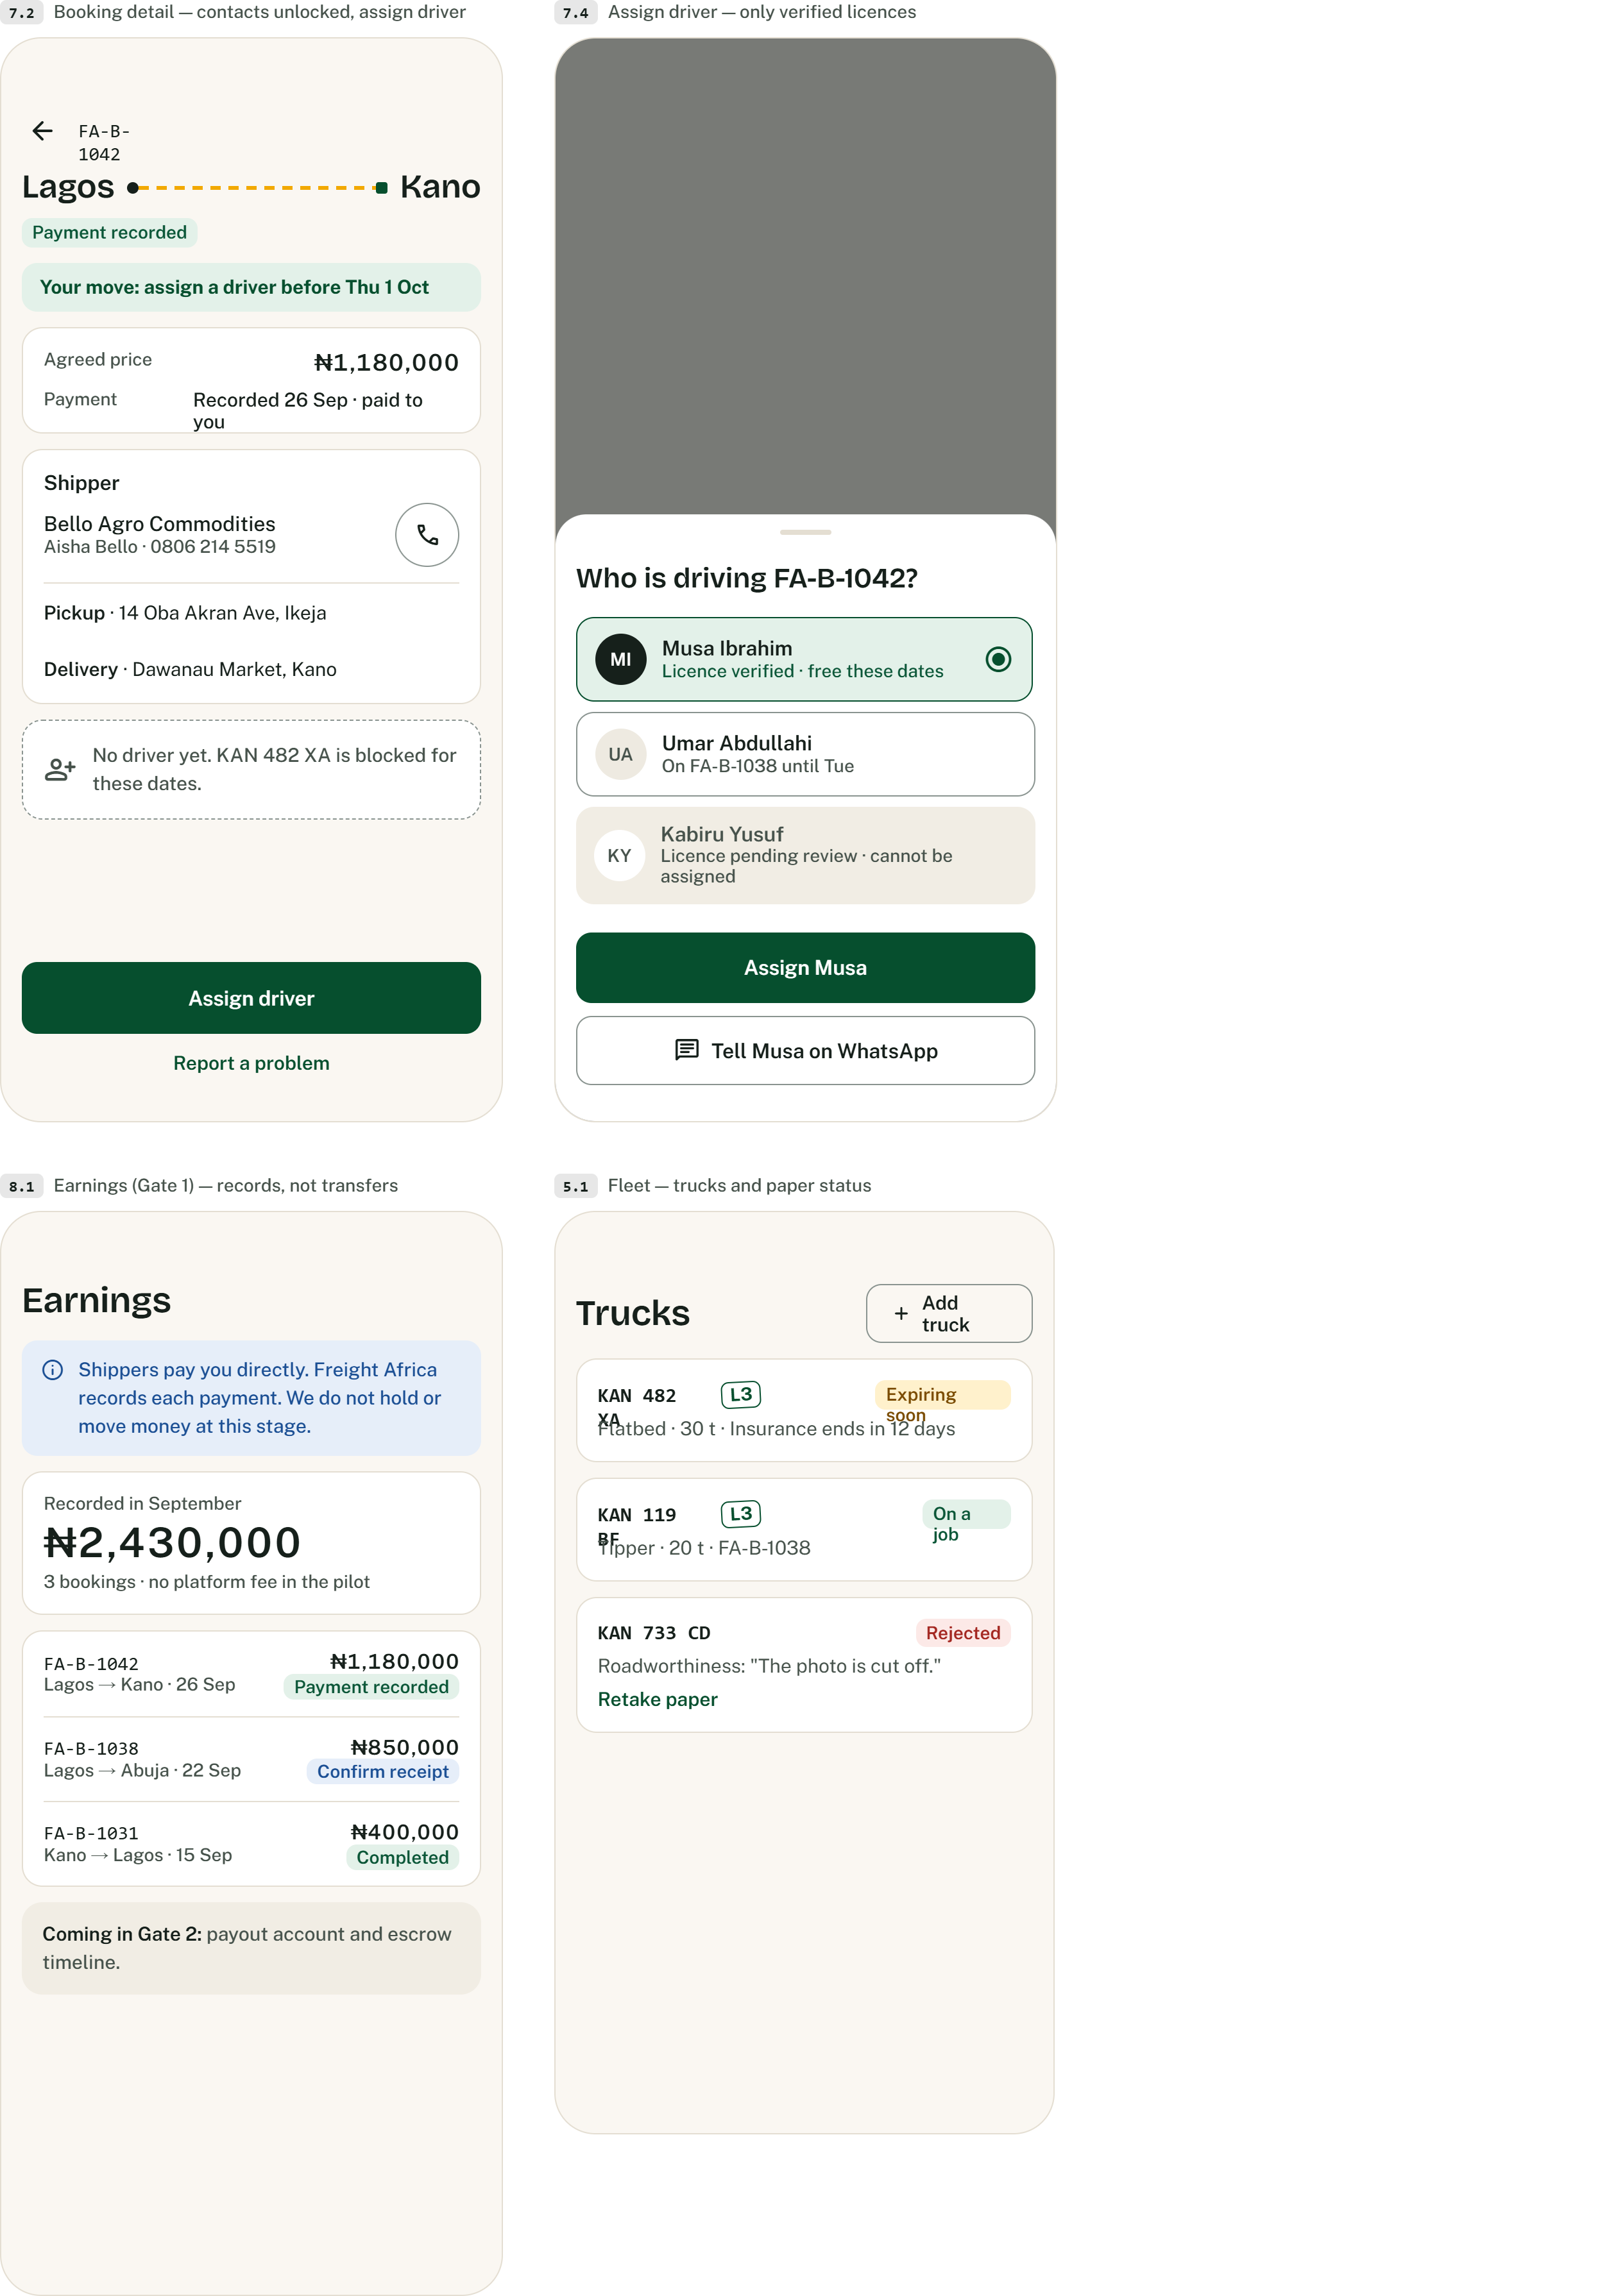 7.2 Booking detail — contacts unlocked, assign driver
FA-B-
1042
Lagos Kano
Payment recorded
Your move: assign a driver before Thu 1 Oct
Agreed price ₦1,180,000
Payment Recorded 26 Sep · paid to
you
Shipper
Bello Agro Commodities
Aisha Bello · 0806 214 5519
Pickup · 14 Oba Akran Ave, Ikeja
Delivery · Dawanau Market, Kano
No driver yet. KAN 482 XA is blocked for
these dates.
Assign driver
Report a problem
7.4 Assign driver — only verified licences
Who is driving FA-B-1042?
MI Musa Ibrahim
Licence verified · free these dates
UA Umar Abdullahi
On FA-B-1038 until Tue
KY Kabiru Yusuf
Licence pending review · cannot be
assigned
Assign Musa
Tell Musa on WhatsApp
8.1 Earnings (Gate 1) — records, not transfers
Earnings
Shippers pay you directly. Freight Africa
records each payment. We do not hold or
move money at this stage.
Recorded in September
₦2,430,000
3 bookings · no platform fee in the pilot
FA-B-1042 ₦1,180,000
Lagos → Kano · 26 Sep Payment recorded
FA-B-1038 ₦850,000
Lagos → Abuja · 22 Sep Confirm receipt
FA-B-1031 ₦400,000
Kano → Lagos · 15 Sep Completed
Coming in Gate 2: payout account and escrow
timeline.
5.1 Fleet — trucks and paper status
Trucks
+ Add
truck
KAN 482 L3 Expiring
XA soon
Flatbed · 30 t · Insurance ends in 12 days
KAN 119 L3 On a
BF job
Tipper · 20 t · FA-B-1038
KAN 733 CD Rejected
Roadworthiness: "The photo is cut off."
Retake paper